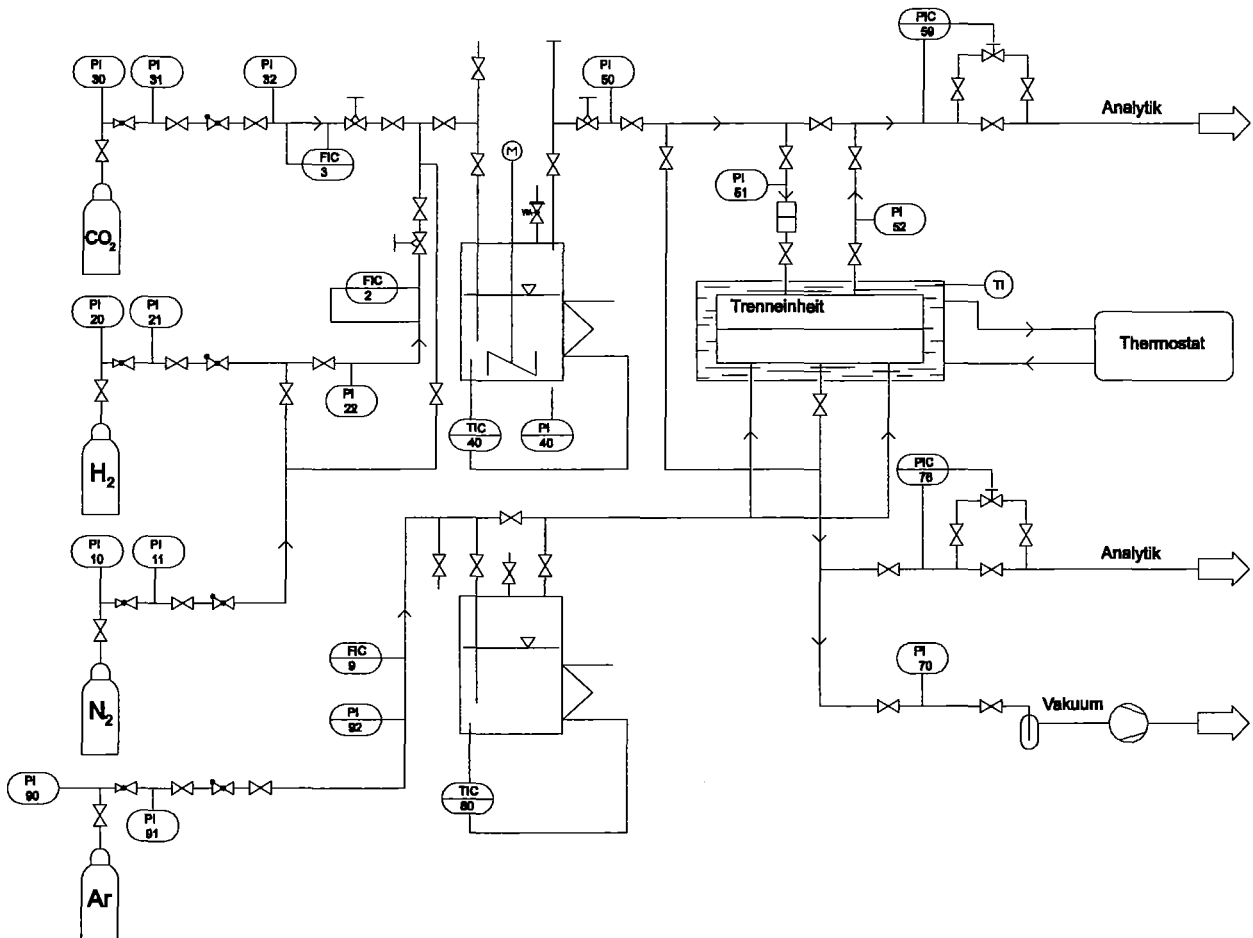 PI
30
PI
31
PI
32
FIC
3
CO₂
PI
20
PI
21
FIC
2
PI
22
H₂
PI
10
PI
11
N₂
PI
90
PI
91
Ar
FIC
9
PI
92
M
TIC
40
PI
40
TIC
80
PI
50
PI
51
PI
52
PIC
59
Analytik
TI
Trenneinheit
Thermostat
PIC
78
Analytik
PI
70
Vakuum